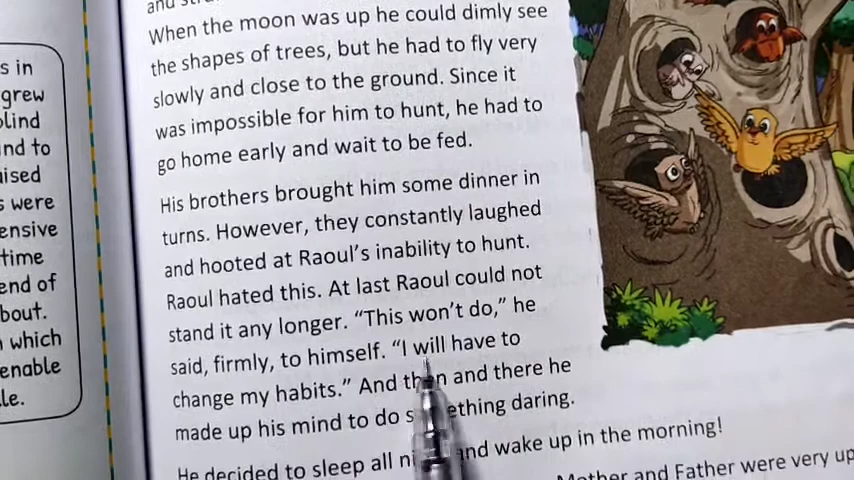 s in
grew
blind
and to
aised
s were
ensive
time
end of
about.
n which
enable
le.
When the moon was up he could dimly see
the shapes of trees, but he had to fly very
slowly and close to the ground. Since it
was impossible for him to hunt, he had to
go home early and wait to be fed.
His brothers brought him some dinner in
turns. However, they constantly laughed
and hooted at Raoul's inability to hunt.
Raoul hated this. At last Raoul could not
stand it any longer. “This won't do,” he
said, firmly, to himself. “I will have to
change my habits.” And then and there he
made up his mind to do something daring.
He decided to sleep all ni and wake up in the morning!
Mother and Father were very up